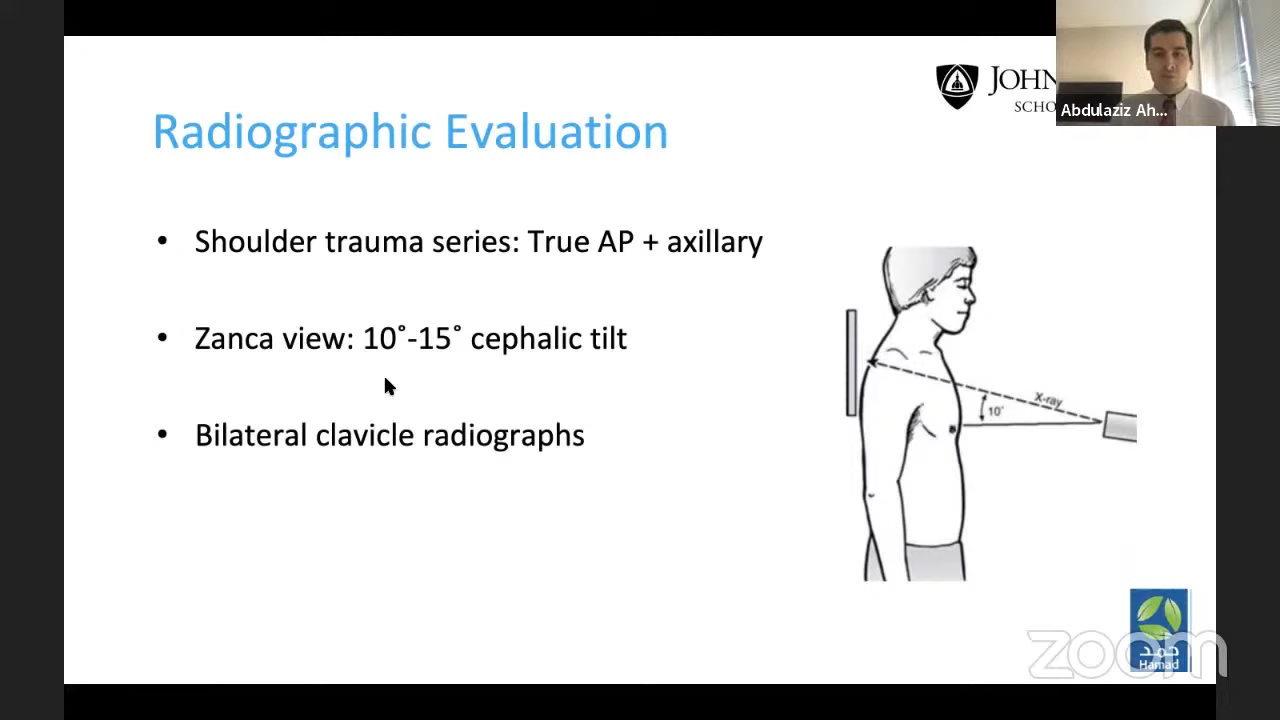 JOHN
SCHO
Abdulaziz Ah...
Radiographic Evaluation
• Shoulder trauma series: True AP + axillary
• Zanca view: 10˚-15˚ cephalic tilt
• Bilateral clavicle radiographs
X-ray
10°
zoom
حمد
Hamad